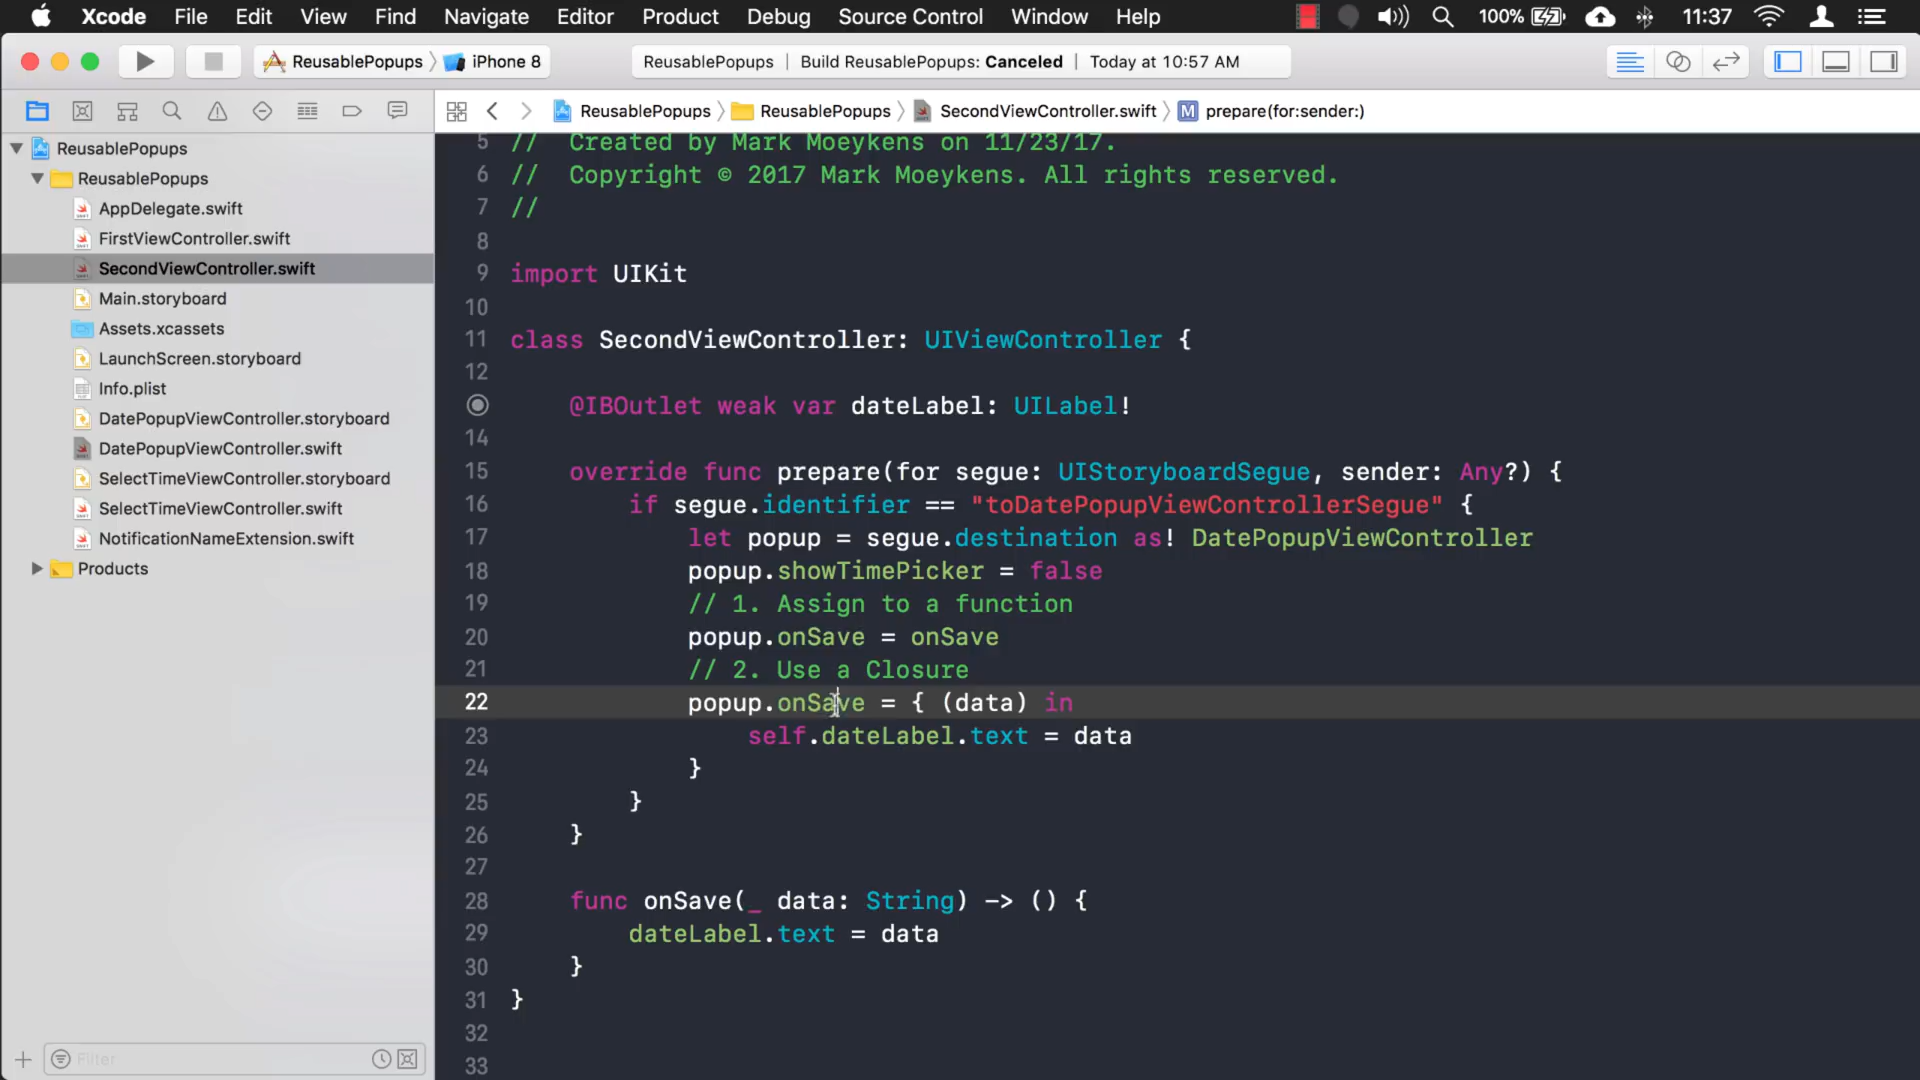 Xcode File Edit View Find Navigate Editor Product Debug Source Control Window Help 100% 11:37
ReusablePopups iPhone 8 ReusablePopups Build ReusablePopups: Canceled Today at 10:57 AM
ReusablePopups ReusablePopups SecondViewController.swift M prepare(for:sender:)
ReusablePopups
ReusablePopups
AppDelegate.swift
FirstViewController.swift
SecondViewController.swift
Main.storyboard
Assets.xcassets
LaunchScreen.storyboard
Info.plist
DatePopupViewController.storyboard
DatePopupViewController.swift
SelectTimeViewController.storyboard
SelectTimeViewController.swift
NotificationNameExtension.swift
Products
Filter
5 // Created by Mark Moeykens on 11/23/17.
6 // Copyright © 2017 Mark Moeykens. All rights reserved.
7 //
8
9 import UIKit
10
11 class SecondViewController: UIViewController {
12
@IBOutlet weak var dateLabel: UILabel!
14
15 override func prepare(for segue: UIStoryboardSegue, sender: Any?) {
16 if segue.identifier == "toDatePopupViewControllerSegue" {
17 let popup = segue.destination as! DatePopupViewController
18 popup.showTimePicker = false
19 // 1. Assign to a function
20 popup.onSave = onSave
21 // 2. Use a Closure
22 popup.onSave = { (data) in
23 self.dateLabel.text = data
24 }
25 }
26 }
27
28 func onSave(_ data: String) -> () {
29 dateLabel.text = data
30 }
31 }
32
33